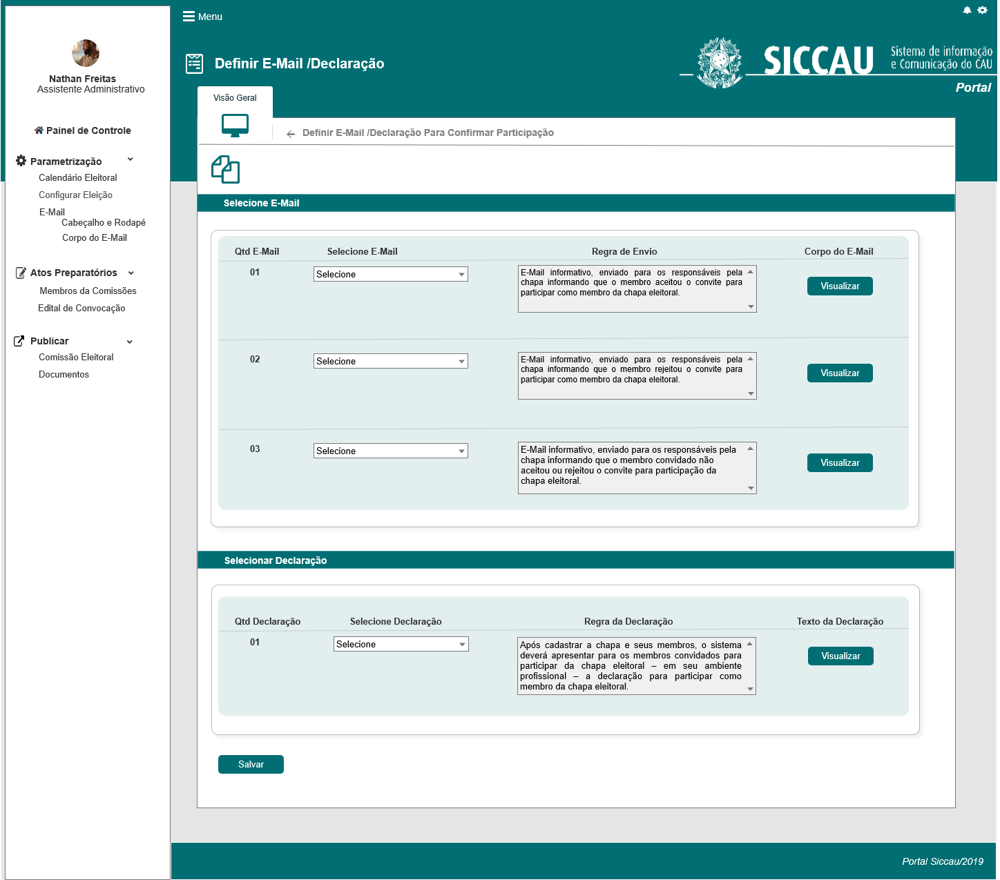 Menu
Nathan Freitas
Assistente Administrativo
Painel de Controle
Parametrização
Calendário Eleitoral
Configurar Eleição
E-Mail
Cabeçalho e Rodapé
Corpo do E-Mail
Atos Preparatórios
Membros da Comissões
Edital de Convocação
Publicar
Comissão Eleitoral
Documentos
Definir E-Mail /Declaração
SICCAU
Sistema de informação
e Comunicação do CAU
Portal
Visão Geral
Definir E-Mail /Declaração Para Confirmar Participação
Selecione E-Mail
Qtd E-Mail Selecione E-Mail Regra de Envio Corpo do E-Mail
01
Selecione
E-Mail informativo, enviado para os responsáveis pela
chapa informando que o membro aceitou o convite para
participar como membro da chapa eleitoral.
Visualizar
02
Selecione
E-Mail informativo, enviado para os responsáveis pela
chapa informando que o membro rejeitou o convite para
participar como membro da chapa eleitoral.
Visualizar
03
Selecione
E-Mail informativo, enviado para os responsáveis pela
chapa informando que o membro convidado não
aceitou ou rejeitou o convite para participação da
chapa eleitoral.
Visualizar
Selecionar Declaração
Qtd Declaração Selecione Declaração Regra da Declaração Texto da Declaração
01
Selecione
Após cadastrar a chapa e seus membros, o sistema
deverá apresentar para os membros convidados para
participar da chapa eleitoral – em seu ambiente
profissional – a declaração para participar como
membro da chapa eleitoral.
Visualizar
Salvar
Portal Siccau/2019